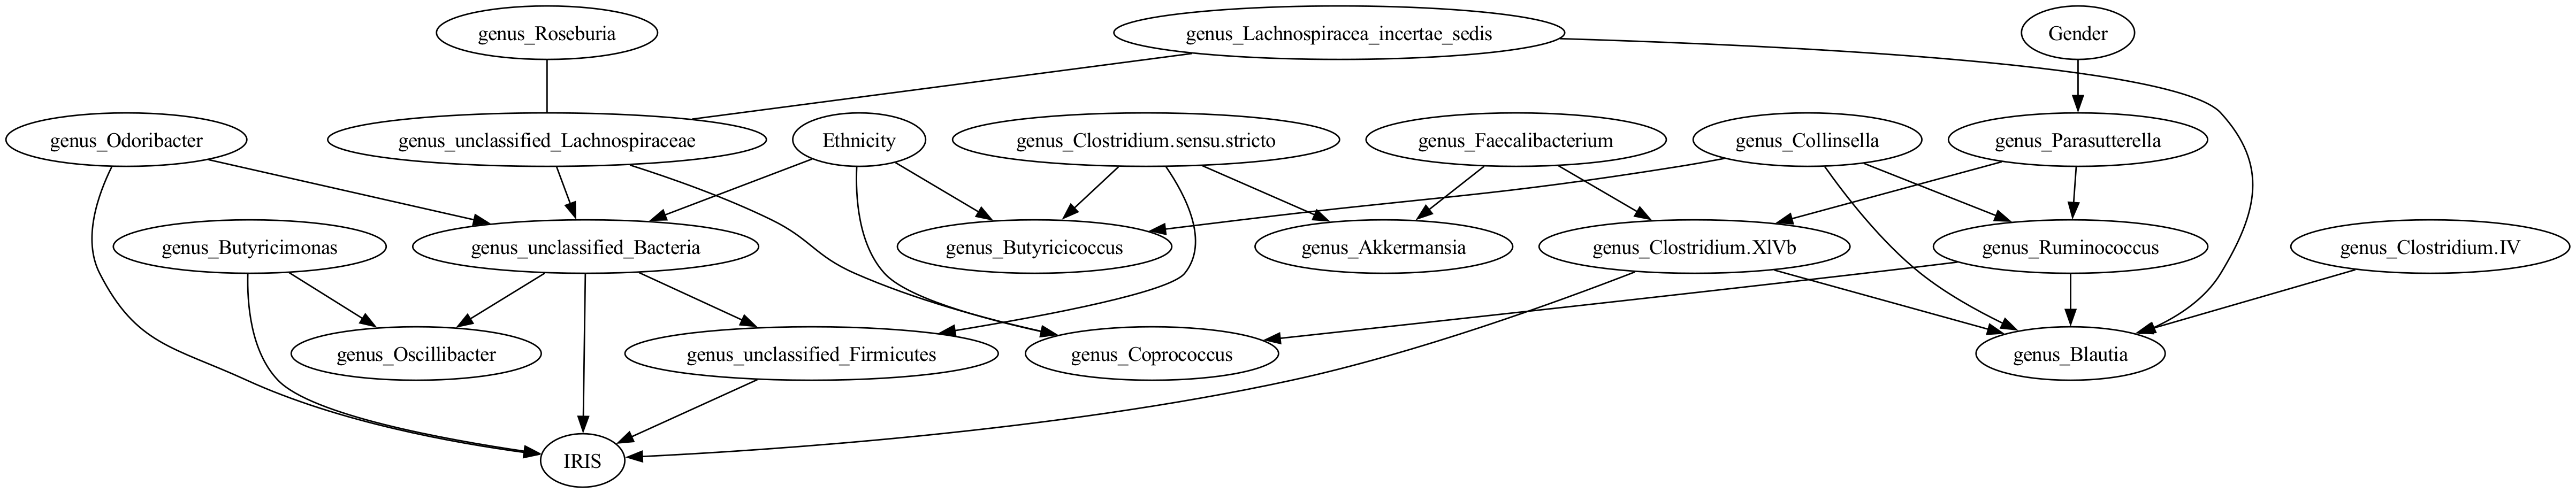 genus_Roseburia
genus_Lachnospiracea_incertae_sedis
Gender
genus_Odoribacter
genus_unclassified_Lachnospiraceae
Ethnicity
genus_Clostridium.sensu.stricto
genus_Faecalibacterium
genus_Collinsella
genus_Parasutterella
genus_Butyricimonas
genus_unclassified_Bacteria
genus_Butyricicoccus
genus_Akkermansia
genus_Clostridium.XlVb
genus_Ruminococcus
genus_Clostridium.IV
genus_Oscillibacter
genus_unclassified_Firmicutes
genus_Coprococcus
genus_Blautia
IRIS